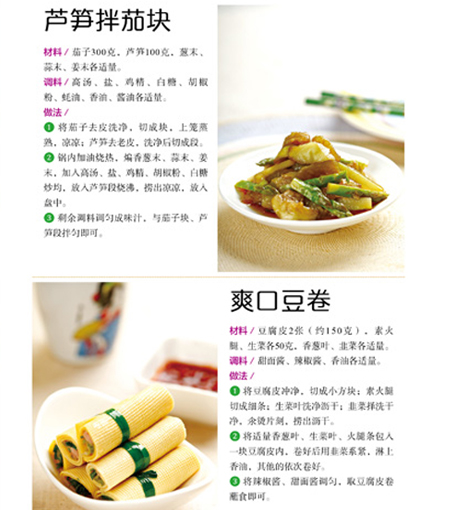 芦笋拌茄块
材料 / 茄子300克，芦笋100克，葱末、
蒜末、姜末各适量。
调料 / 高汤、盐、鸡精、白糖、胡椒
粉、蚝油、香油、酱油各适量。
做法 /
1 将茄子去皮洗净，切成块，上笼蒸
熟，凉凉；芦笋去老皮，洗净后切成段。
2 锅内加油烧热，煸香葱末、蒜末、姜
末，加入高汤、盐、鸡精、胡椒粉、白糖
炒匀，放入芦笋段烧沸，捞出凉凉，放入
盘中。
3 剩余调料调匀成味汁，与茄子块、芦
笋段拌匀即可。
爽口豆卷
材料 / 豆腐皮2张（约150克），素火
腿、生菜各50克，香葱叶、韭菜各适量。
调料 / 甜面酱、辣椒酱、香油各适量。
做法 /
1 将豆腐皮冲净，切成小方块；素火腿
切成细条；生菜叶洗净沥干；韭菜择洗干
净，汆烫片刻，捞出沥干。
2 将适量香葱叶、生菜叶、火腿条包入
一块豆腐皮内，卷好后用韭菜系紧，淋上
香油，其他的依次卷好。
3 将辣椒酱、甜面酱调匀，取豆腐皮卷
蘸食即可。